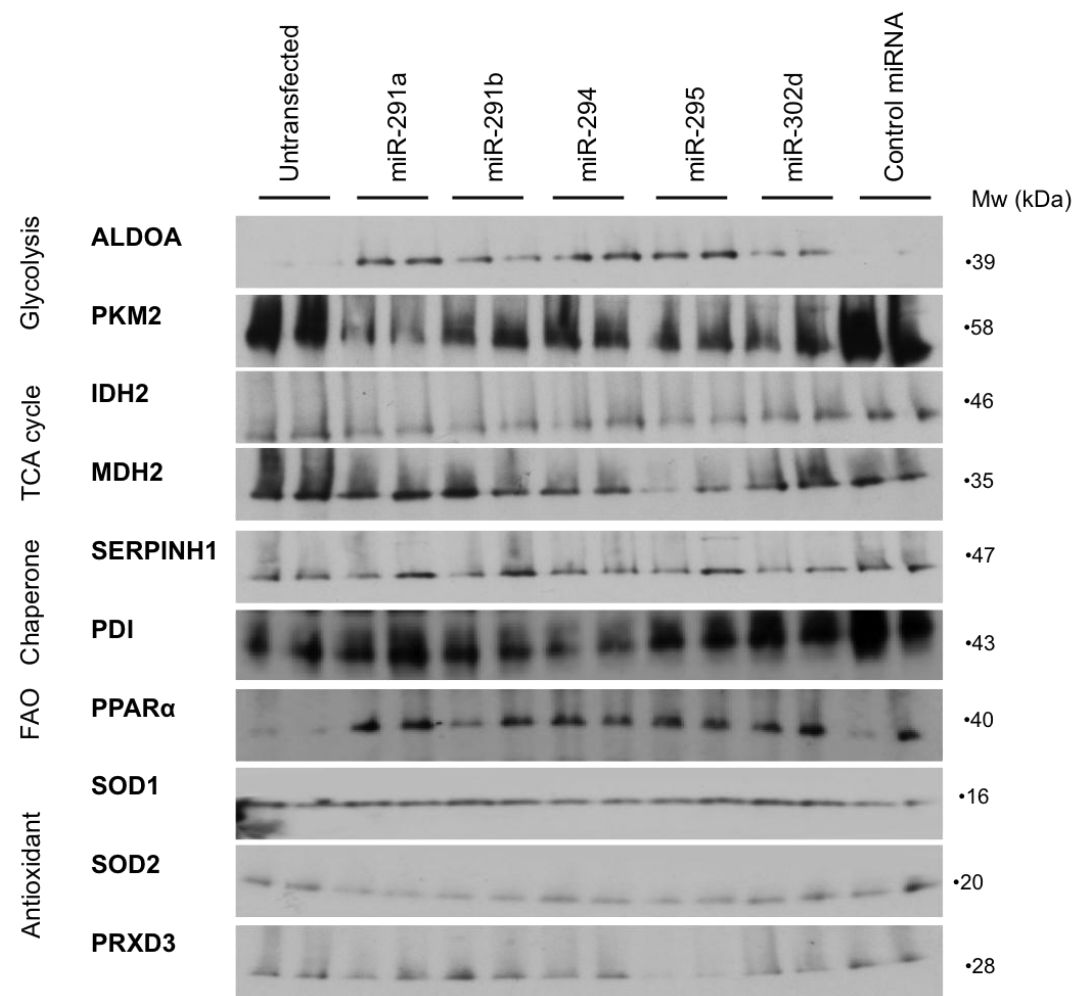 Untransfected
miR-291a
miR-291b
miR-294
miR-295
miR-302d
Control miRNA
Mw (kDa)
Glycolysis
ALDOA
•39
PKM2
•58
TCA cycle
IDH2
•46
MDH2
•35
Chaperone
SERPINH1
•47
PDI
•43
FAO
PPARα
•40
Antioxidant
SOD1
•16
SOD2
•20
PRXD3
•28